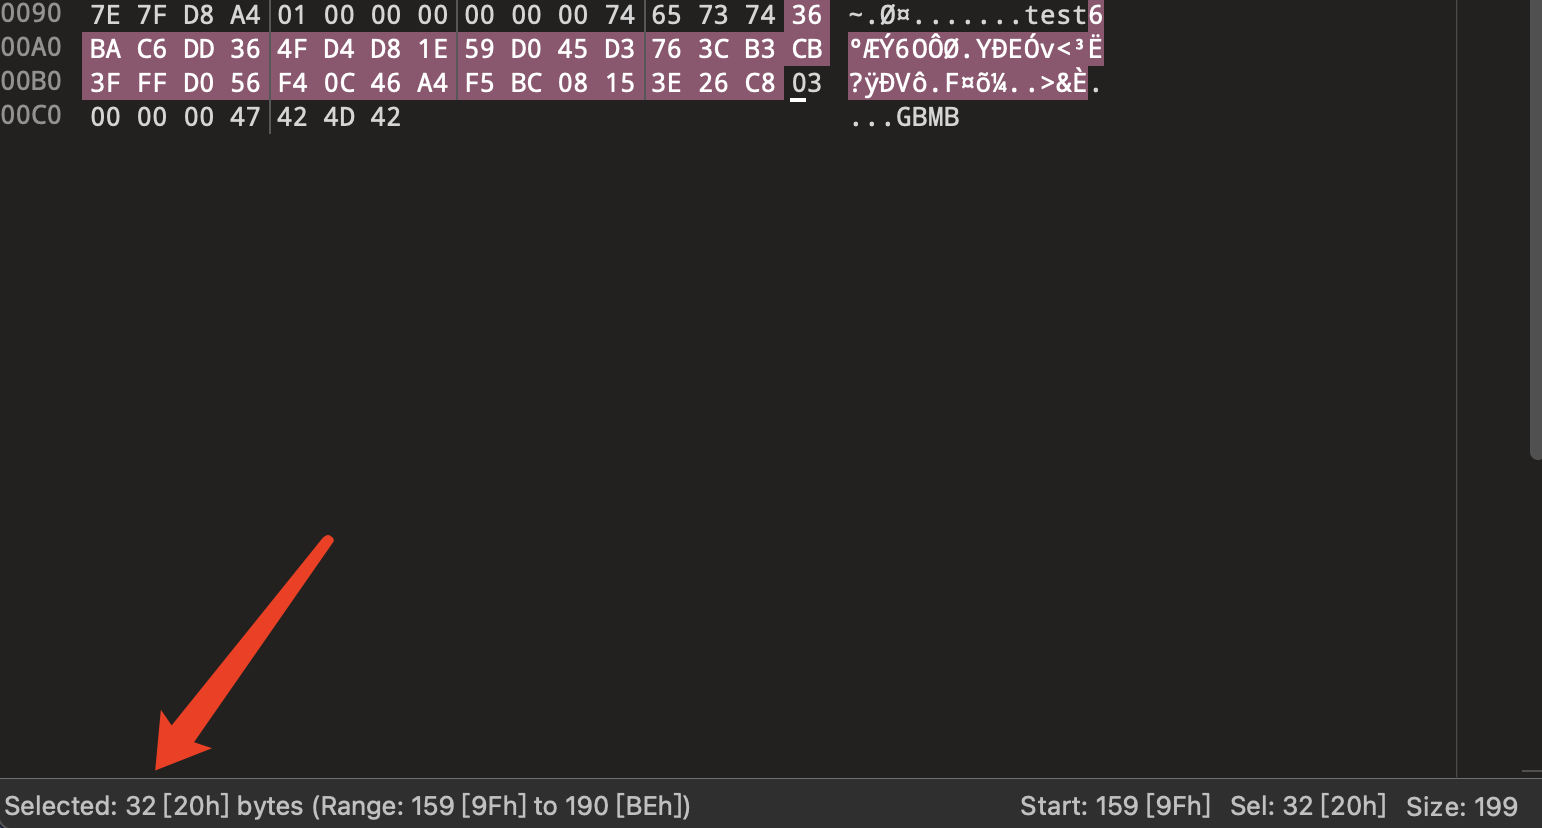 0090 7E 7F D8 A4 01 00 00 00 00 00 00 74 65 73 74 36 ~.Ø¤.......test6
00A0 BA C6 DD 36 4F D4 D8 1E 59 D0 45 D3 76 3C B3 CB ºÆÝ6OÔØ.YÐEÓv<³Ë
00B0 3F FF D0 56 F4 0C 46 A4 F5 BC 08 15 3E 26 C8 03 ?ÿÐVô.F¤õ¼..>&È.
00C0 00 00 00 47 42 4D 42 ...GBMB
Selected: 32 [20h] bytes (Range: 159 [9Fh] to 190 [BEh]) Start: 159 [9Fh] Sel: 32 [20h] Size: 199